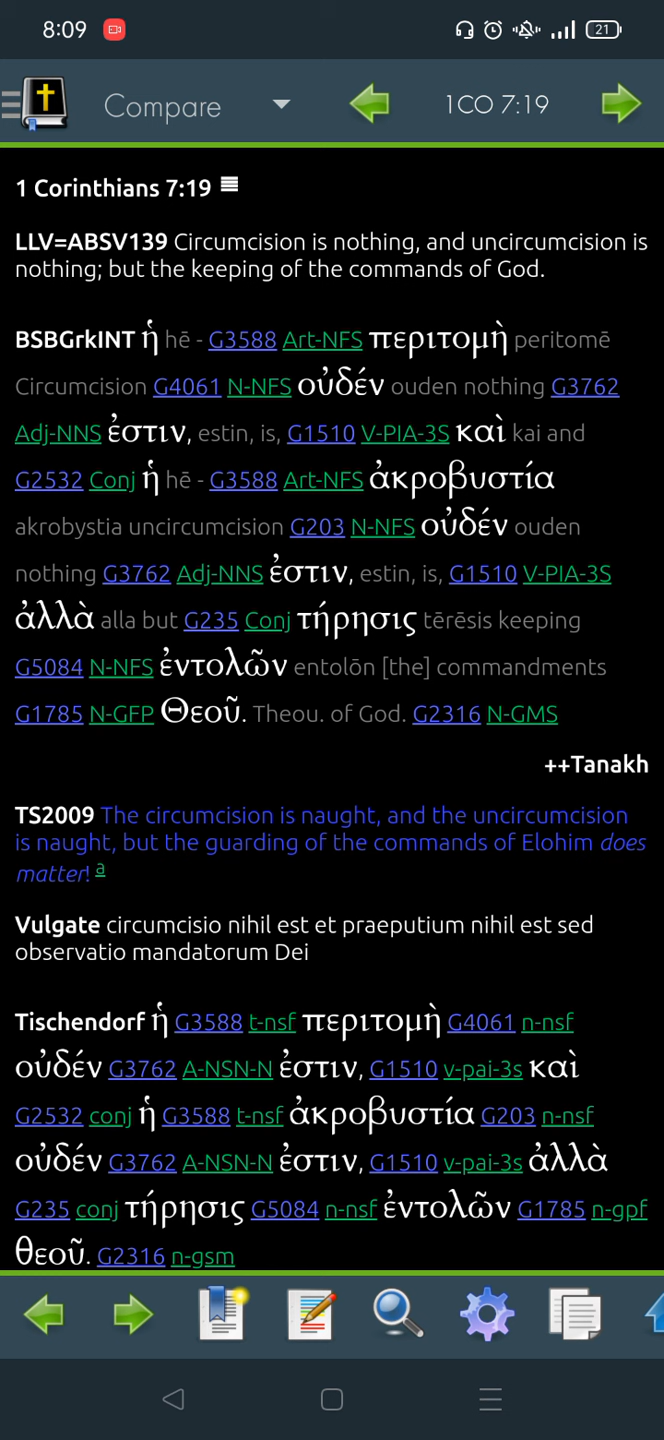 8:09 21
Compare 1CO 7:19
1 Corinthians 7:19
LLV=ABSV139 Circumcision is nothing, and uncircumcision is
nothing; but the keeping of the commands of God.
BSBGrkINT ἡ hē - G3588 Art-NFS περιτομὴ peritomē
Circumcision G4061 N-NFS οὐδέν ouden nothing G3762
Adj-NNS ἐστιν, estin, is, G1510 V-PIA-3S καὶ kai and
G2532 Conj ἡ hē - G3588 Art-NFS ἀκροβυστία
akrobystia uncircumcision G203 N-NFS οὐδέν ouden
nothing G3762 Adj-NNS ἐστιν, estin, is, G1510 V-PIA-3S
ἀλλὰ alla but G235 Conj τήρησις tērēsis keeping
G5084 N-NFS ἐντολῶν entolōn [the] commandments
G1785 N-GFP Θεοῦ. Theou. of God. G2316 N-GMS
++Tanakh
TS2009 The circumcision is naught, and the uncircumcision
is naught, but the guarding of the commands of Elohim does
matter! a
Vulgate circumcisio nihil est et praeputium nihil est sed
observatio mandatorum Dei
Tischendorf ἡ G3588 t-nsf περιτομὴ G4061 n-nsf
οὐδέν G3762 A-NSN-N ἐστιν, G1510 v-pai-3s καὶ
G2532 conj ἡ G3588 t-nsf ἀκροβυστία G203 n-nsf
οὐδέν G3762 A-NSN-N ἐστιν, G1510 v-pai-3s ἀλλὰ
G235 conj τήρησις G5084 n-nsf ἐντολῶν G1785 n-gpf
θεοῦ. G2316 n-gsm